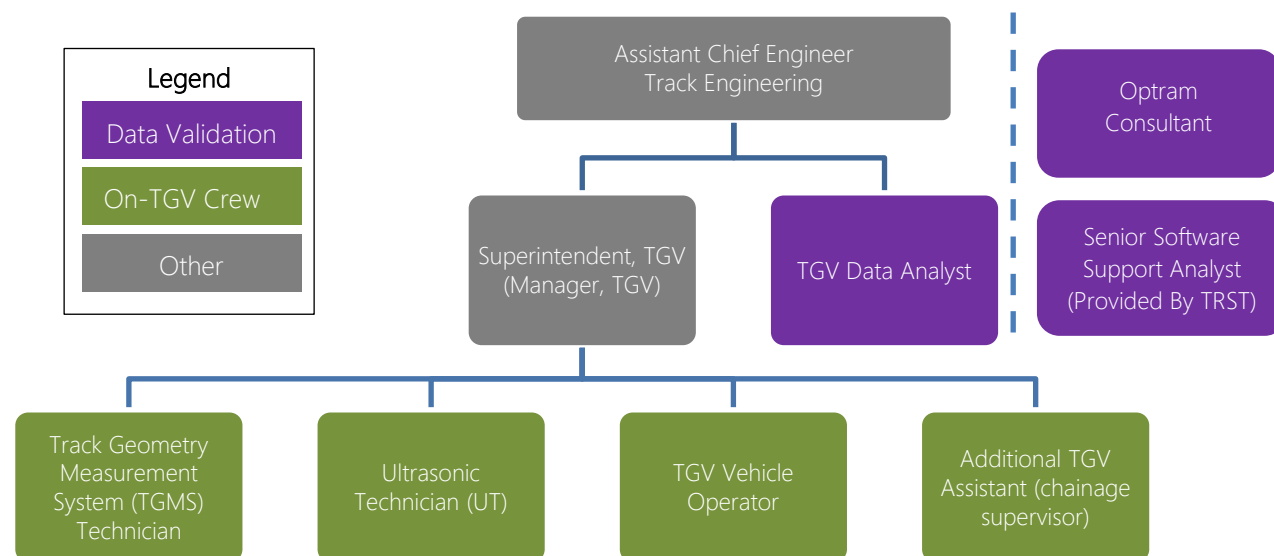 Legend
Data Validation
On-TGV Crew
Other
Assistant Chief Engineer
Track Engineering
Optram
Consultant
Superintendent, TGV
(Manager, TGV)
TGV Data Analyst
Senior Software
Support Analyst
(Provided By TRST)
Track Geometry
Measurement
System (TGMS)
Technician
Ultrasonic
Technician (UT)
TGV Vehicle
Operator
Additional TGV
Assistant (chainage
supervisor)